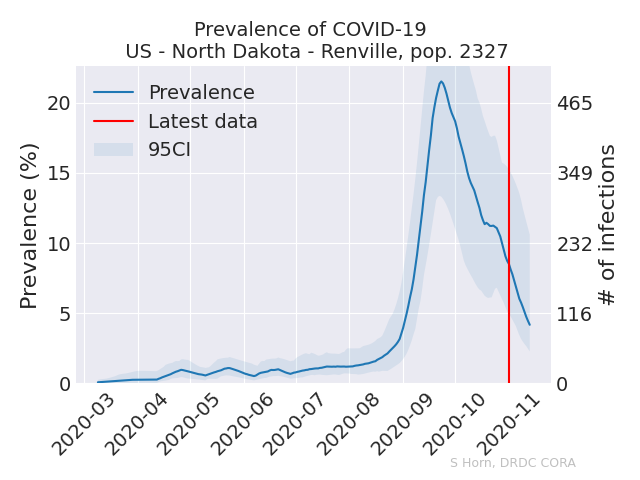 Prevalence of COVID-19
US - North Dakota - Renville, pop. 2327
Prevalence
Latest data
95CI
Prevalence (%)
20
15
10
5
0
465
349
232
116
0
# of infections
2020-03
2020-04
2020-05
2020-06
2020-07
2020-08
2020-09
2020-10
2020-11
S Horn, DRDC CORA